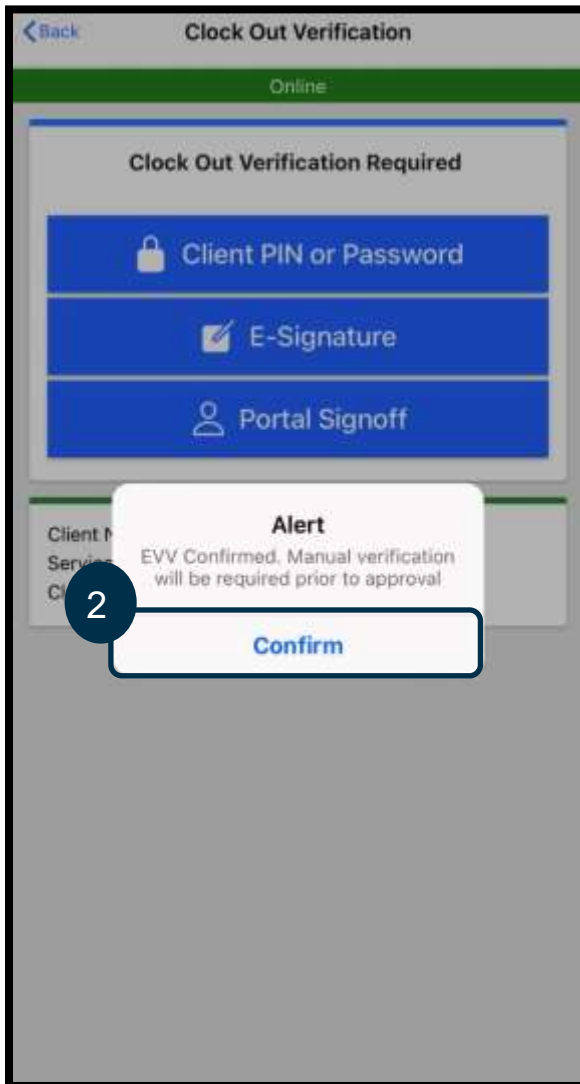 Back
Clock Out Verification
Online
Clock Out Verification Required
Client PIN or Password
E-Signature
Portal Signoff
Alert
Client
EVV Confirmed. Manual verification
will be required prior to approval
2
Confirm